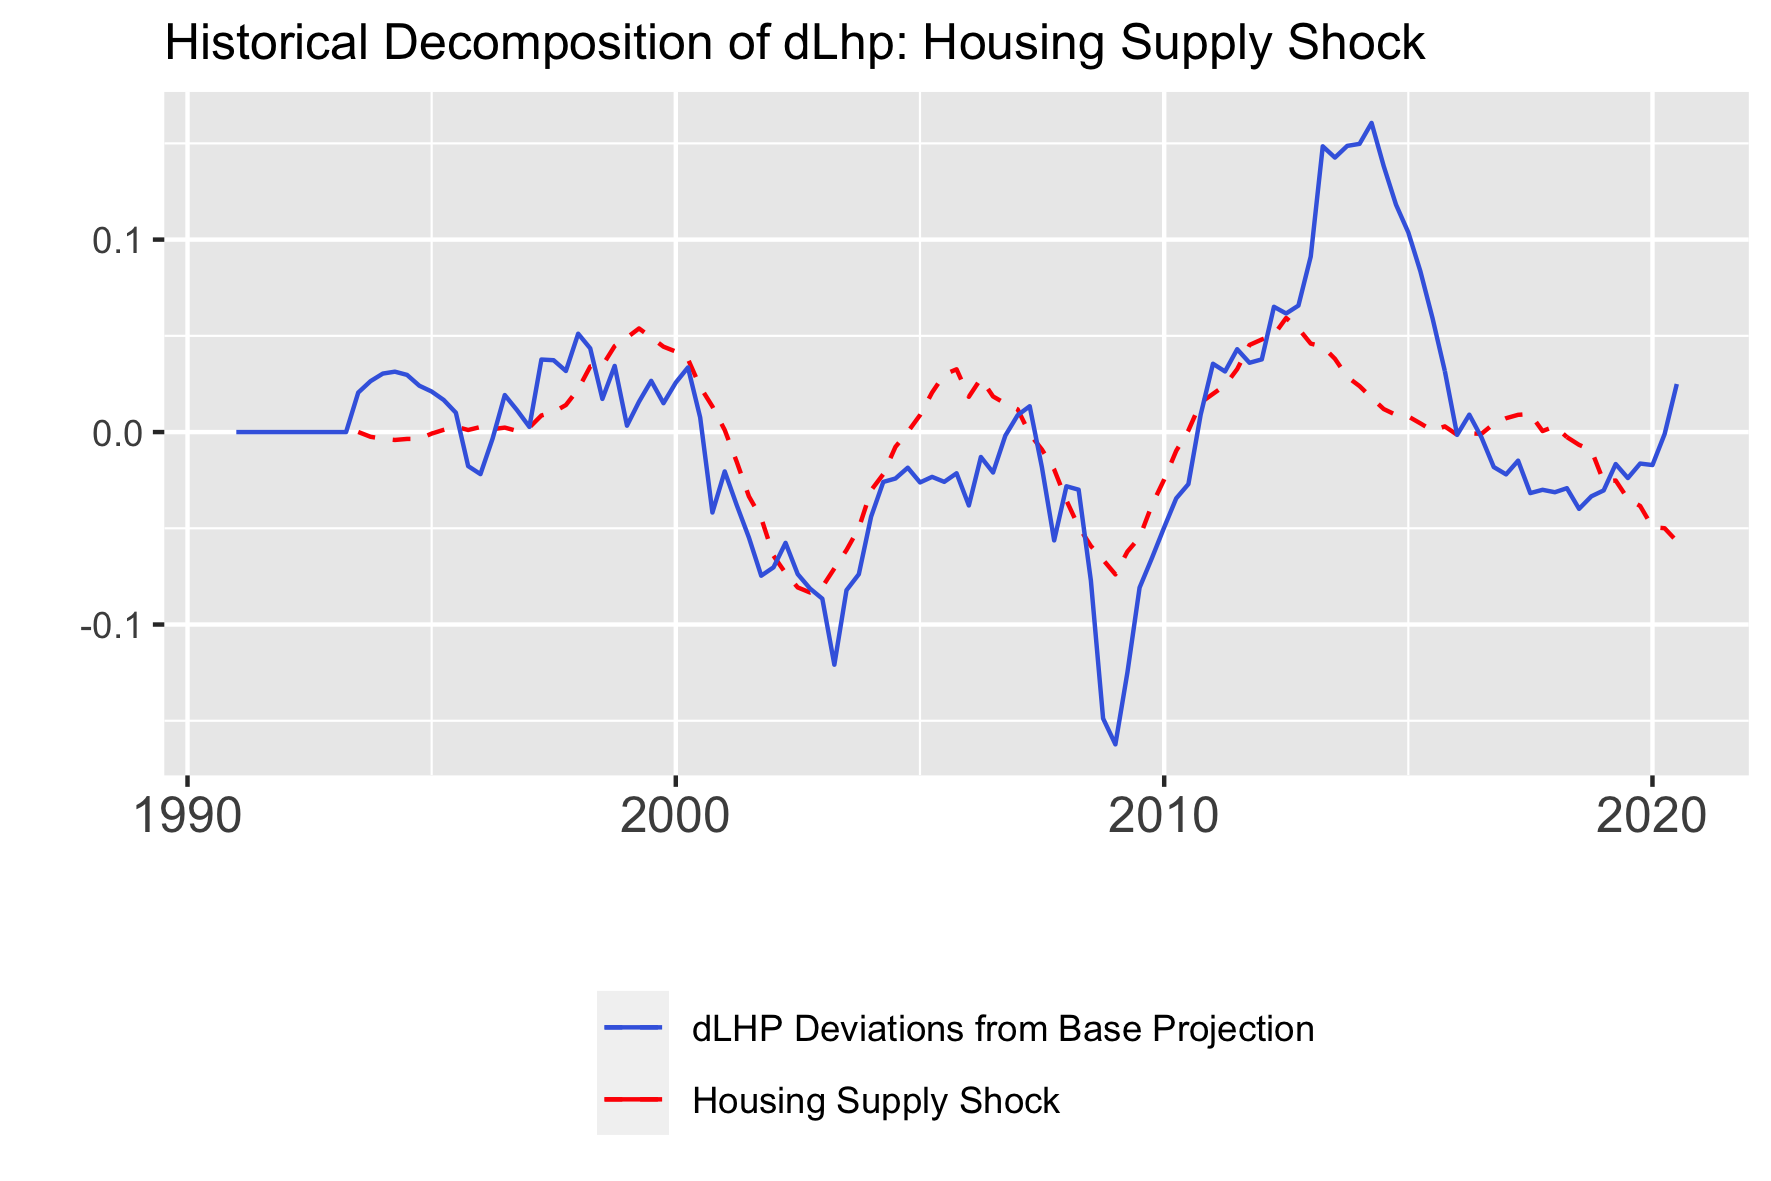 Historical Decomposition of dLhp: Housing Supply Shock
0.1
0.0
-0.1
1990 2000 2010 2020
dLHP Deviations from Base Projection
Housing Supply Shock